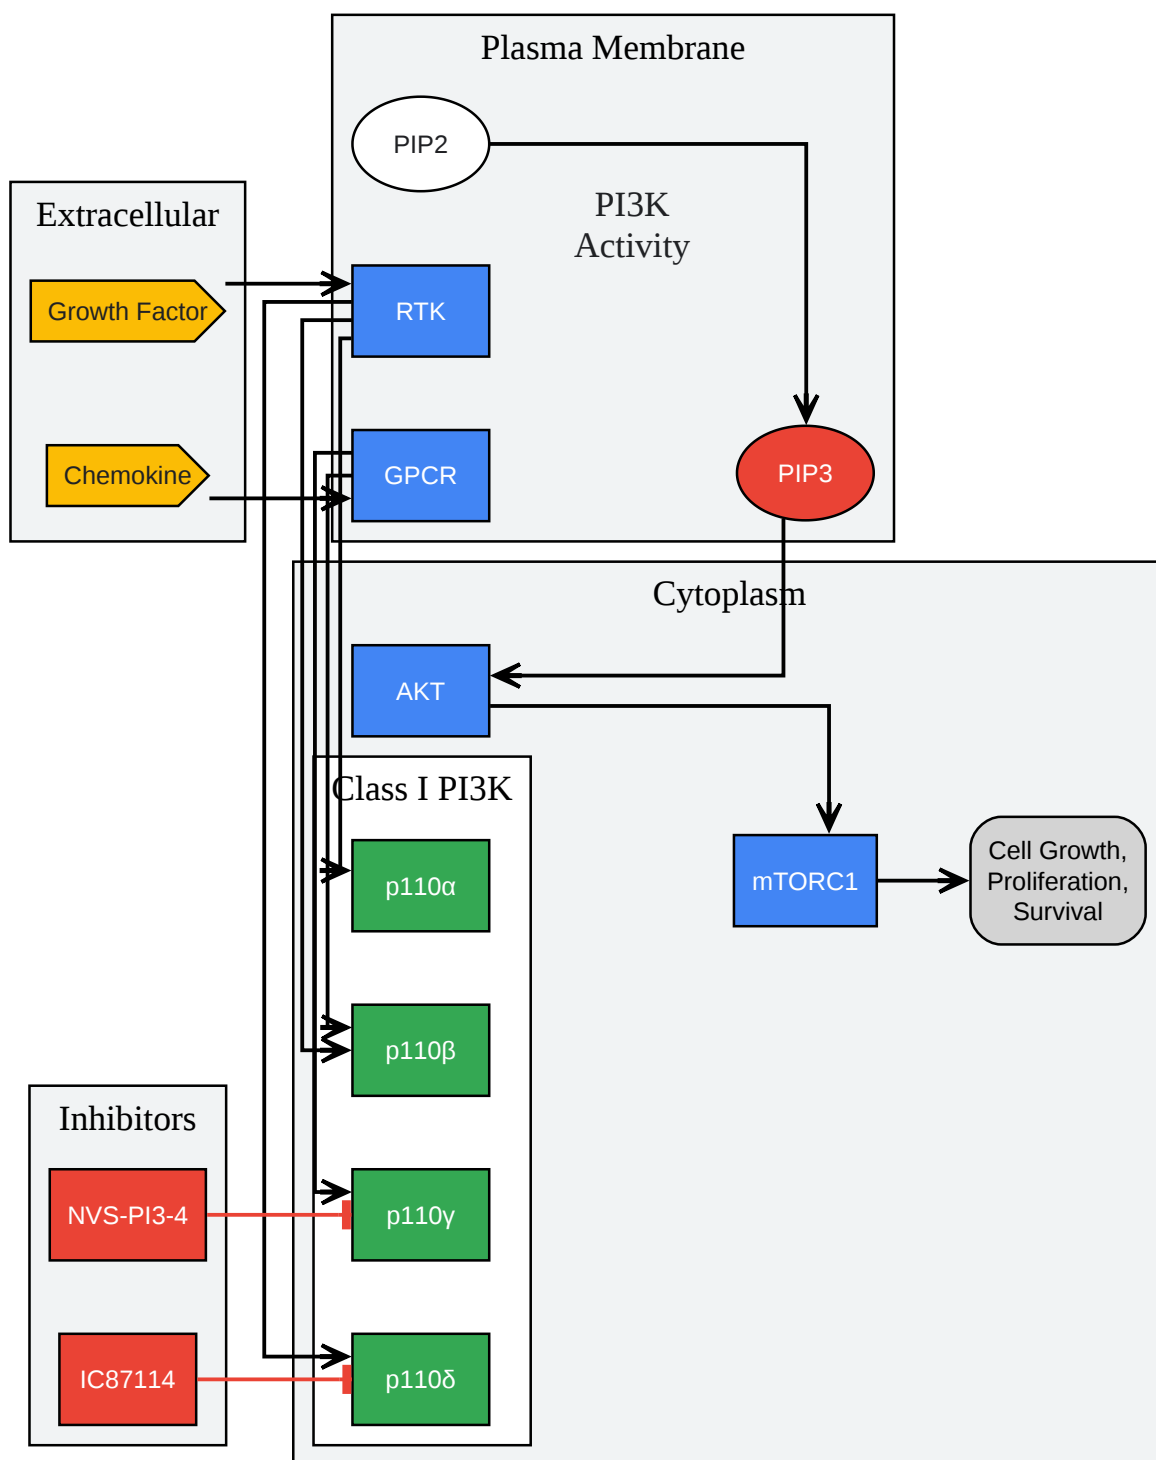 Plasma Membrane
PIP2
PI3K
Activity
Extracellular
Growth Factor
RTK
Chemokine
GPCR
PIP3
Cytoplasm
AKT
Class I PI3K
p110α
mTORC1
Cell Growth,
Proliferation,
Survival
p110β
Inhibitors
NVS-PI3-4
p110γ
IC87114
p110δ